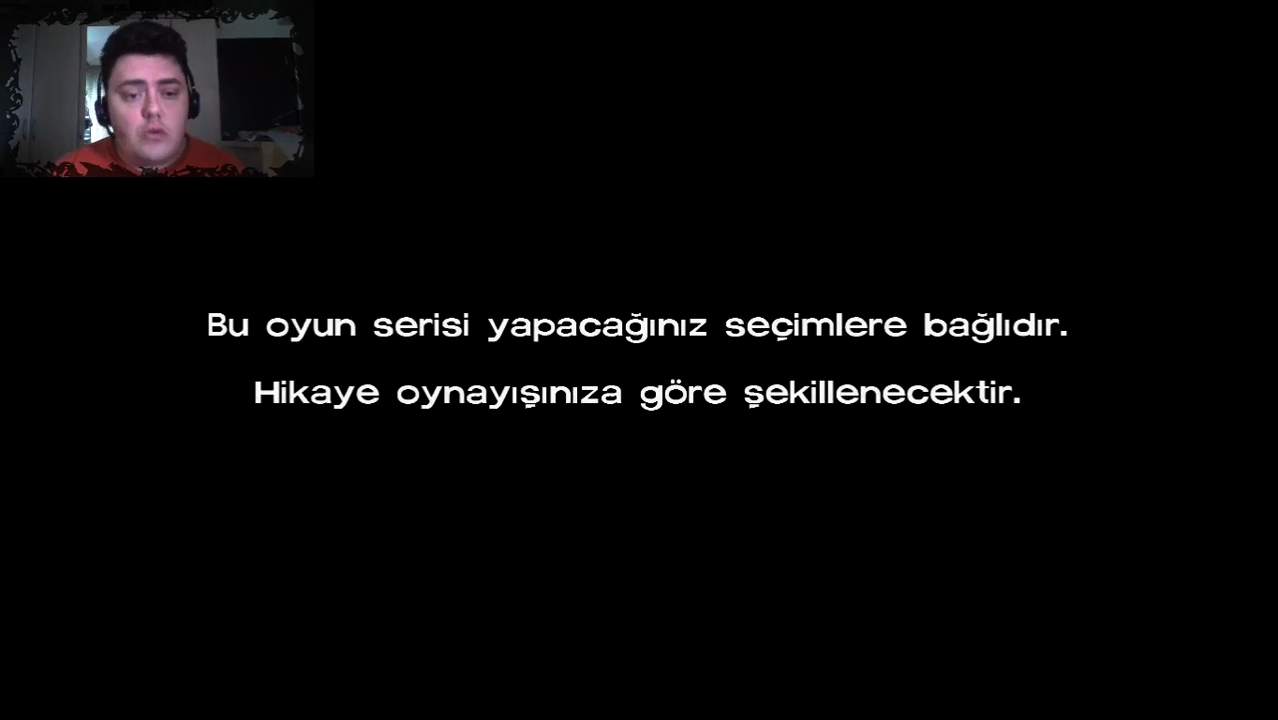 Bu oyun serisi yapacağınız seçimlere bağlıdır.
Hikaye oynayışınıza göre şekillenecektir.